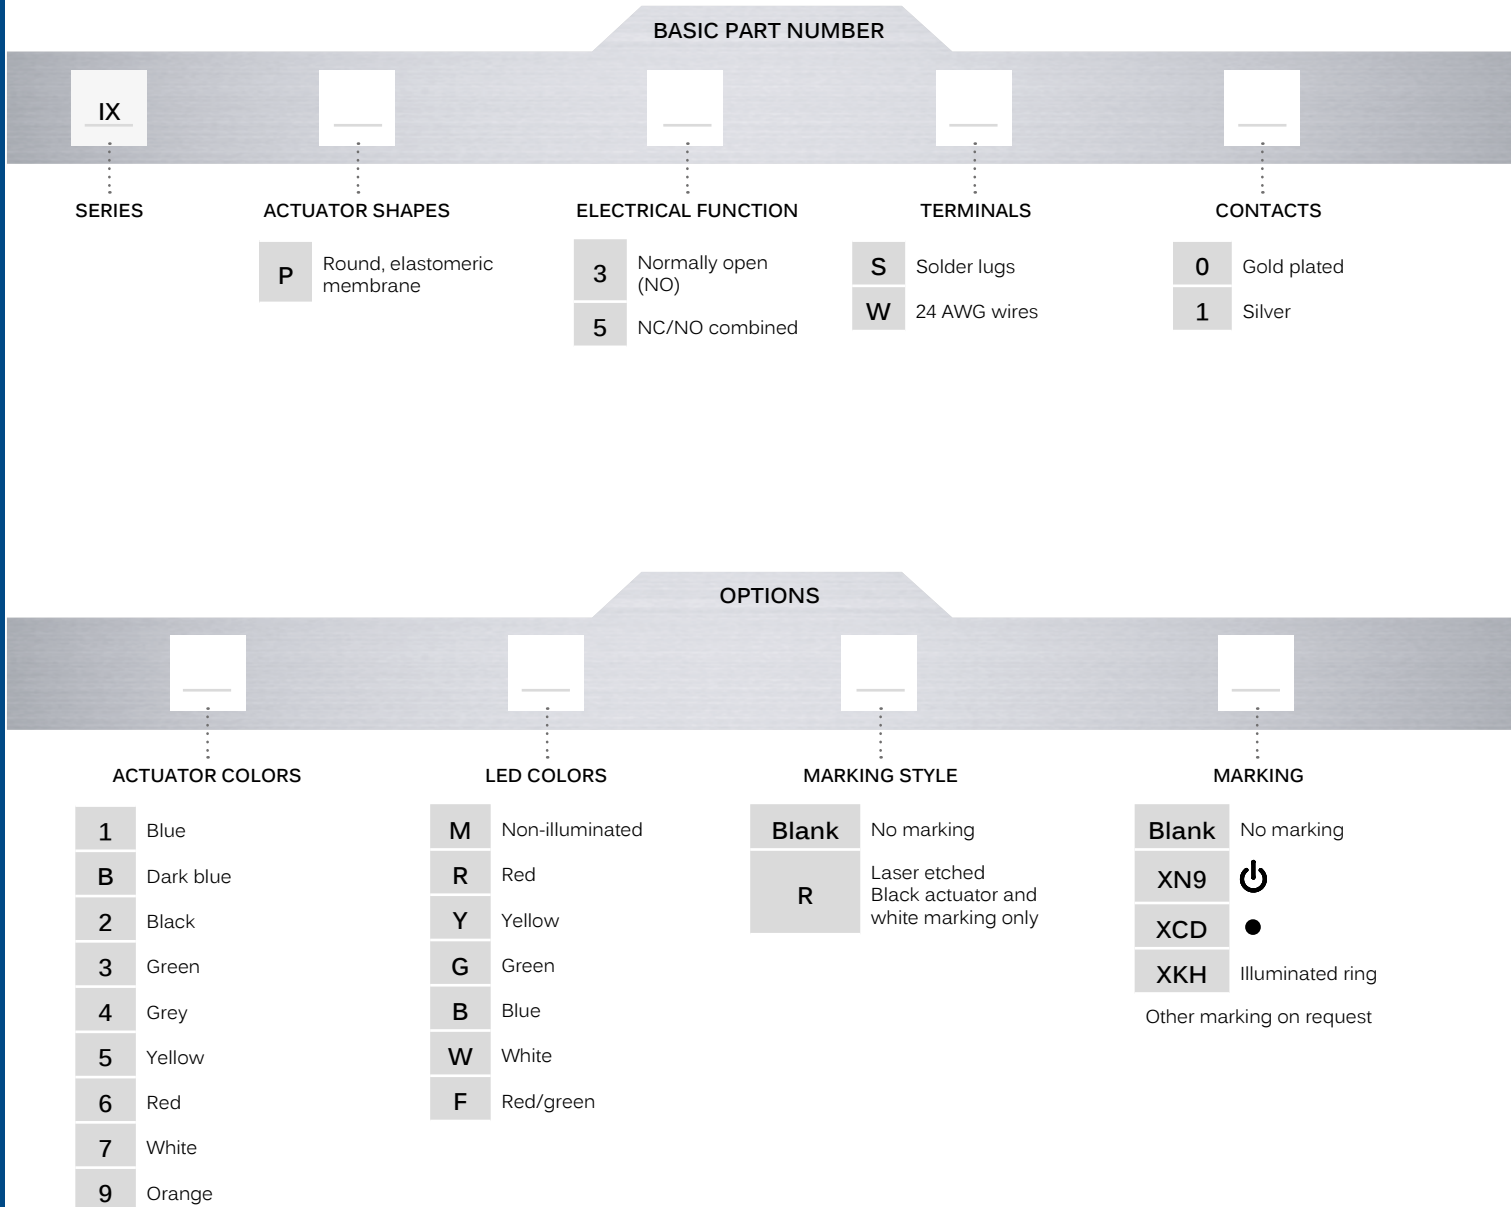 BASIC PART NUMBER
IX
SERIES
ACTUATOR SHAPES
P
Round, elastomeric
membrane
ELECTRICAL FUNCTION
3
Normally open
(NO)
5
NC/NO combined
TERMINALS
S
Solder lugs
W
24 AWG wires
CONTACTS
0
Gold plated
1
Silver
OPTIONS
ACTUATOR COLORS
1
Blue
B
Dark blue
2
Black
3
Green
4
Grey
5
Yellow
6
Red
7
White
9
Orange
LED COLORS
M
Non-illuminated
R
Red
Y
Yellow
G
Green
B
Blue
W
White
F
Red/green
MARKING STYLE
Blank
No marking
R
Laser etched
Black actuator and
white marking only
MARKING
Blank
No marking
XN9
XCD
XKH
Illuminated ring
Other marking on request